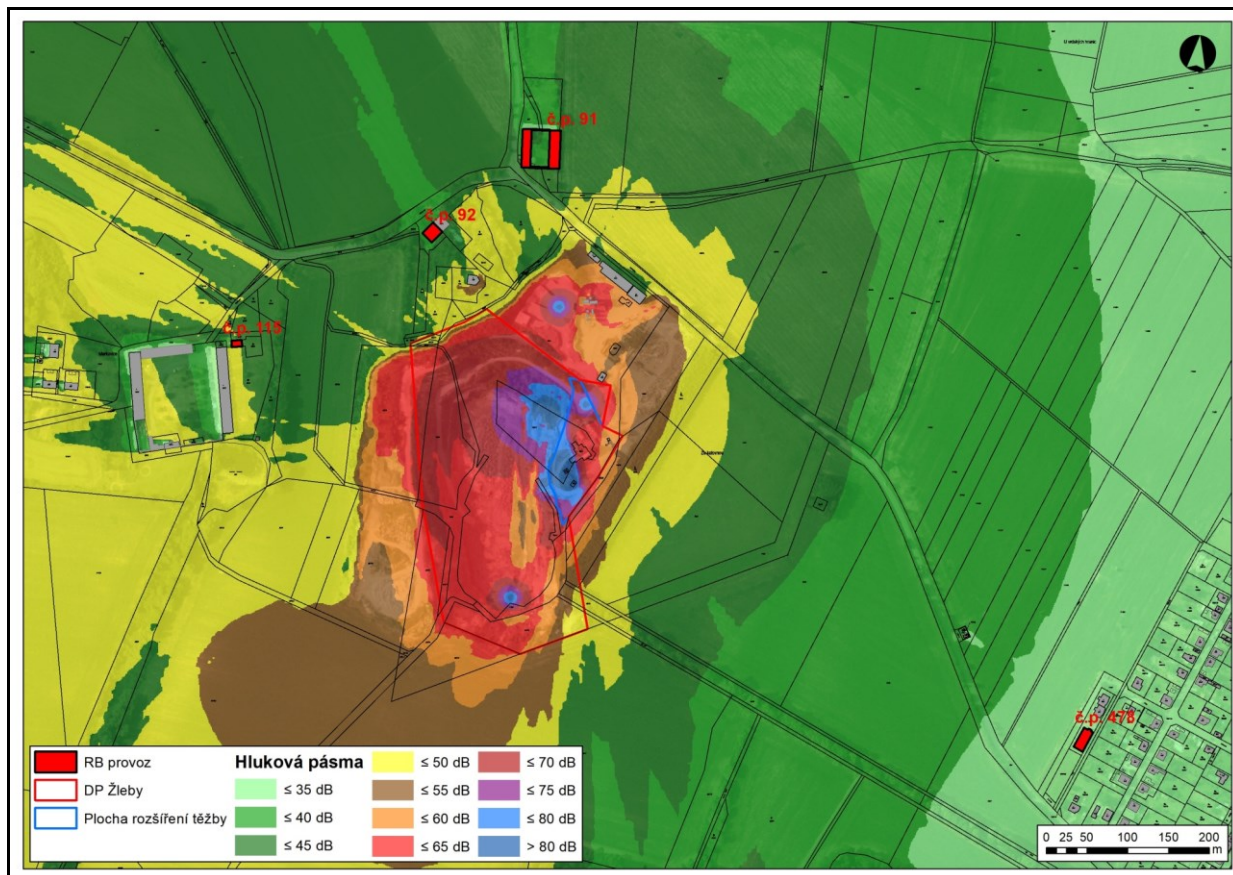 č.p. 91
č.p. 92
č.p. 115
č.p. 478
RB provoz
DP Žleby
Plocha rozšíření těžby
Hluková pásma
≤ 35 dB
≤ 40 dB
≤ 45 dB
≤ 50 dB
≤ 55 dB
≤ 60 dB
≤ 65 dB
≤ 70 dB
≤ 75 dB
≤ 80 dB
> 80 dB
0 25 50 100 150 200
m